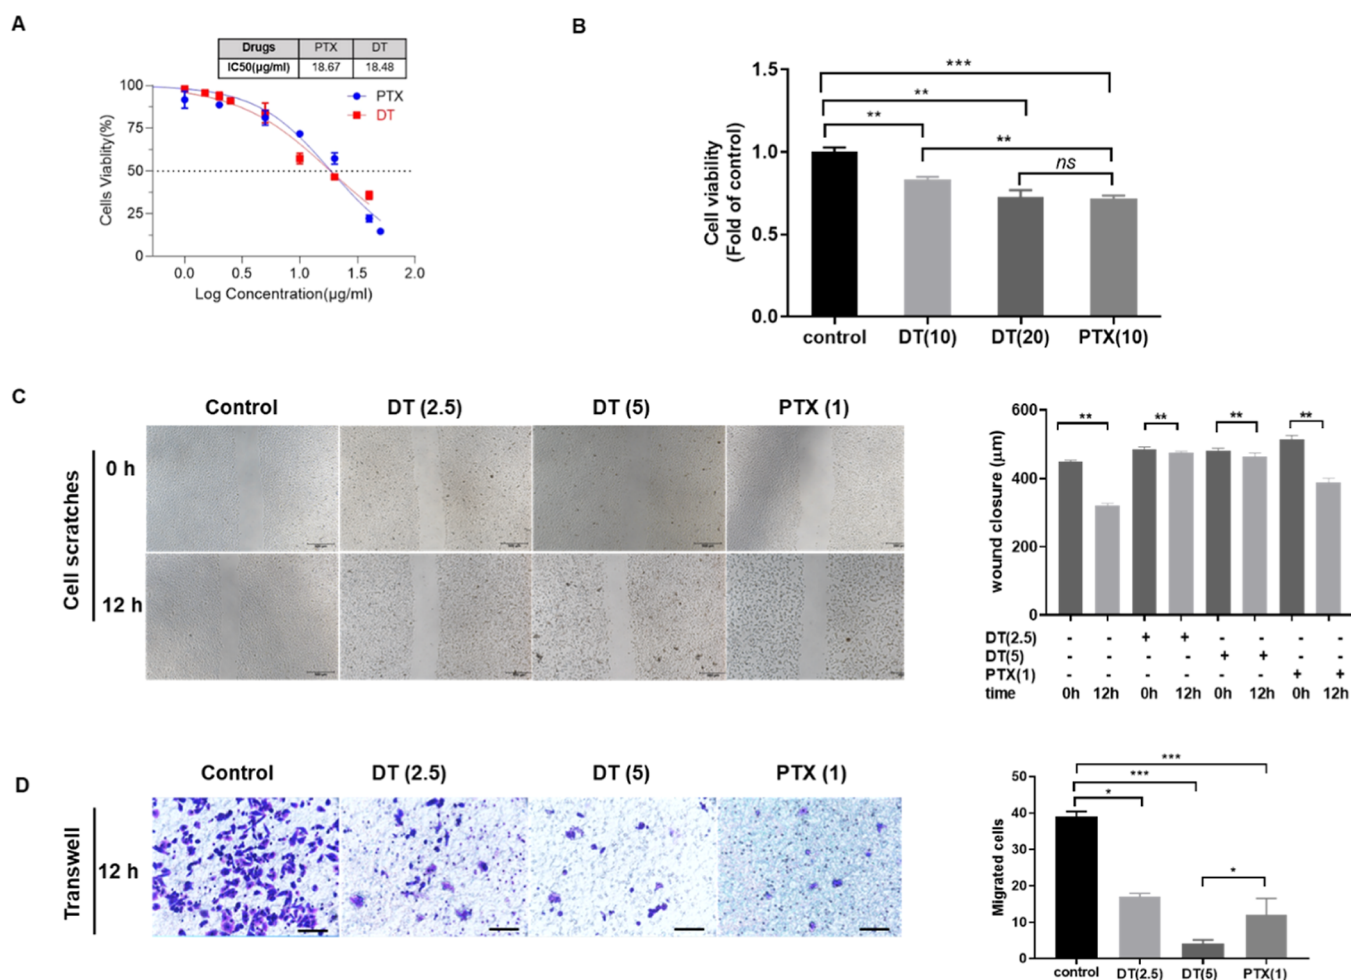 A
Drugs PTX DT
IC50(μg/ml) 18.67 18.48
100
75
50
25
0
Cells Viablity(%)
PTX
DT
0.0 0.5 1.0 1.5 2.0
Log Concentration(μg/ml)
B
1.5
1.0
0.5
0.0
Cell viability
(Fold of control)
***
**
**
**
ns
control DT(10) DT(20) PTX(10)
C
Control DT (2.5) DT (5) PTX (1)
Cell scratches
0 h
12 h
600
400
200
0
wound closure (μm)
** ** ** **
DT(2.5) - - + + - - - -
DT(5) - - - - + + - -
PTX(1) - - - - - - + +
time 0h 12h 0h 12h 0h 12h 0h 12h
D
Control DT (2.5) DT (5) PTX (1)
Transwell
12 h
50
40
30
20
10
0
Migrated cells
***
***
*
*
control DT(2.5) DT(5) PTX(1)